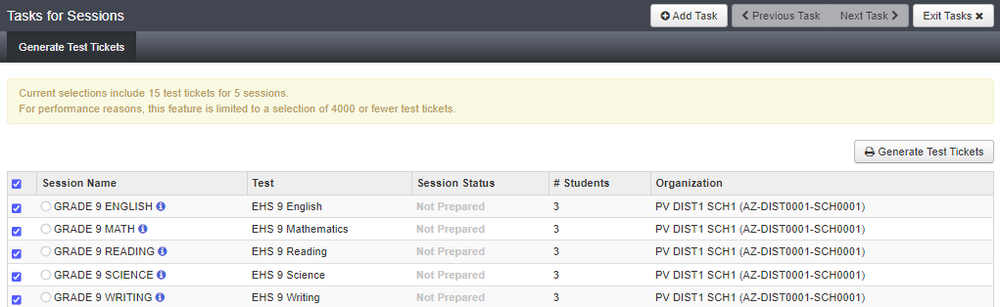 Tasks for Sessions
Add Task
Previous Task
Next Task
Exit Tasks
Generate Test Tickets
Current selections include 15 test tickets for 5 sessions.
For performance reasons, this feature is limited to a selection of 4000 or fewer test tickets.
Generate Test Tickets
Session Name Test Session Status # Students Organization
GRADE 9 ENGLISH EHS 9 English Not Prepared 3 PV DIST1 SCH1 (AZ-DIST0001-SCH0001)
GRADE 9 MATH EHS 9 Mathematics Not Prepared 3 PV DIST1 SCH1 (AZ-DIST0001-SCH0001)
GRADE 9 READING EHS 9 Reading Not Prepared 3 PV DIST1 SCH1 (AZ-DIST0001-SCH0001)
GRADE 9 SCIENCE EHS 9 Science Not Prepared 3 PV DIST1 SCH1 (AZ-DIST0001-SCH0001)
GRADE 9 WRITING EHS 9 Writing Not Prepared 3 PV DIST1 SCH1 (AZ-DIST0001-SCH0001)